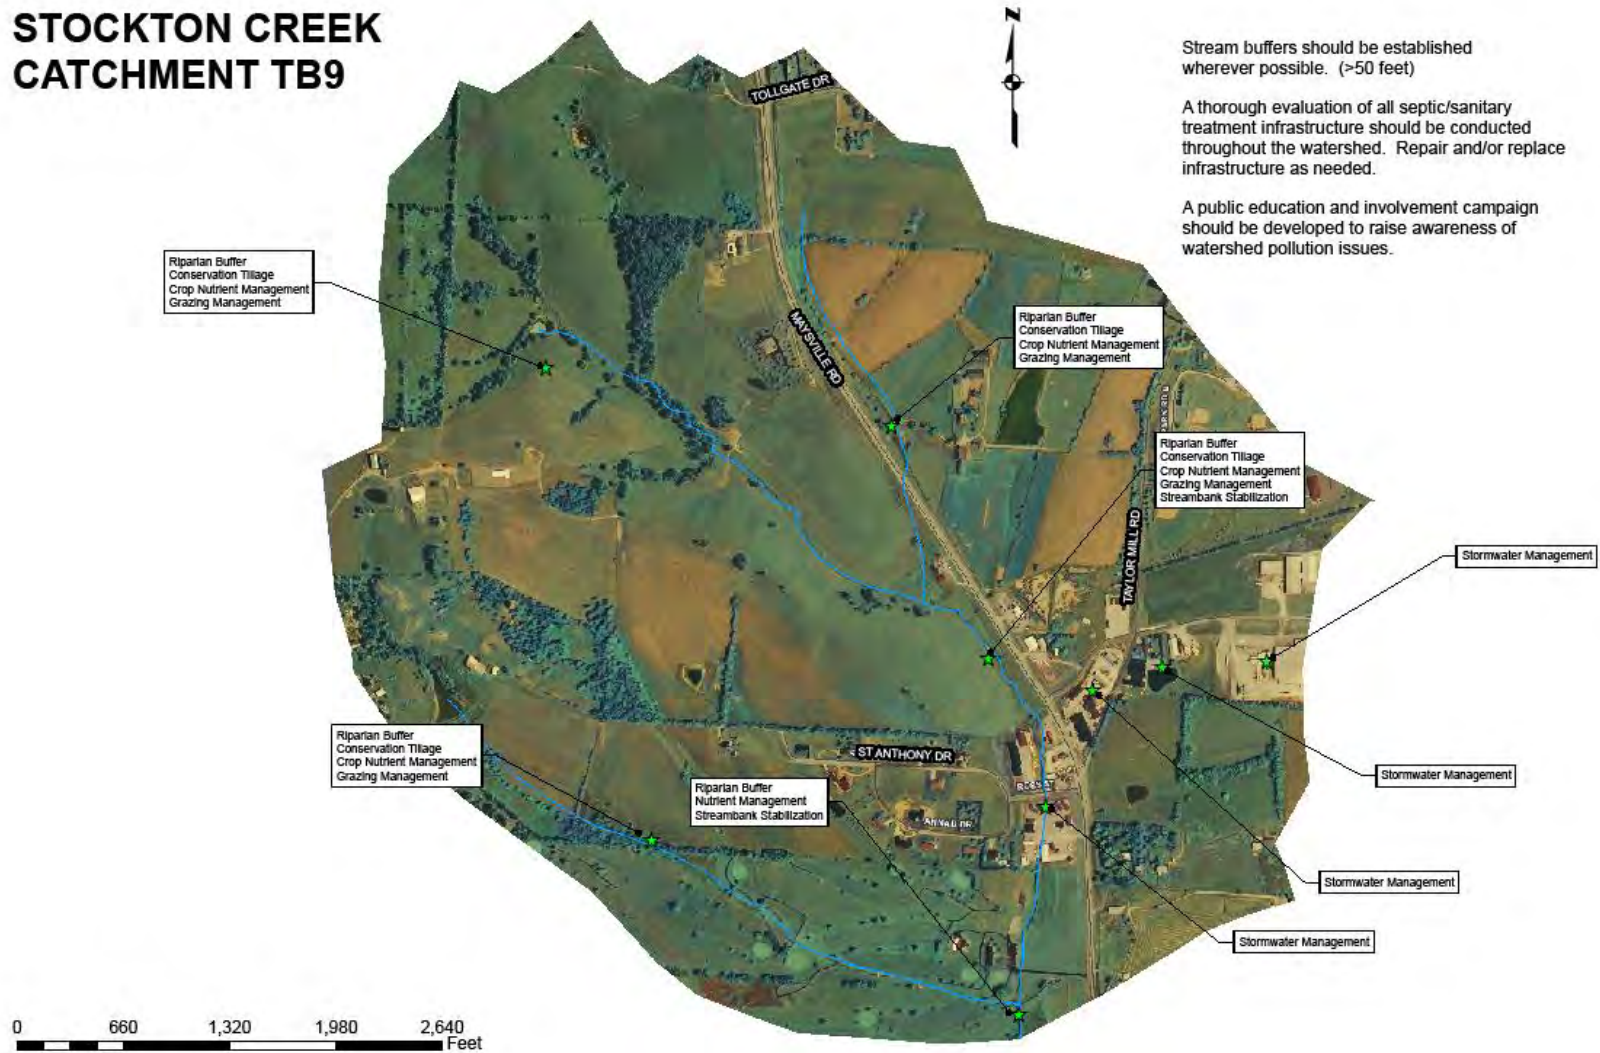 STOCKTON CREEK
CATCHMENT TB9
N
Stream buffers should be established
wherever possible. (>50 feet)
A thorough evaluation of all septic/sanitary
treatment infrastructure should be conducted
throughout the watershed. Repair and/or replace
infrastructure as needed.
A public education and involvement campaign
should be developed to raise awareness of
watershed pollution issues.
TOLLGATE DR
Riparian Buffer
Conservation Tillage
Crop Nutrient Management
Grazing Management
MAYSVILLE RD
Riparian Buffer
Conservation Tillage
Crop Nutrient Management
Grazing Management
Riparian Buffer
Conservation Tillage
Crop Nutrient Management
Grazing Management
Streambank Stabilization
TAYLOR MILL RD
Stormwater Management
Riparian Buffer
Conservation Tillage
Crop Nutrient Management
Grazing Management
ST ANTHONY DR
Riparian Buffer
Nutrient Management
Streambank Stabilization
Stormwater Management
Stormwater Management
Stormwater Management
0 660 1,320 1,980 2,640
Feet